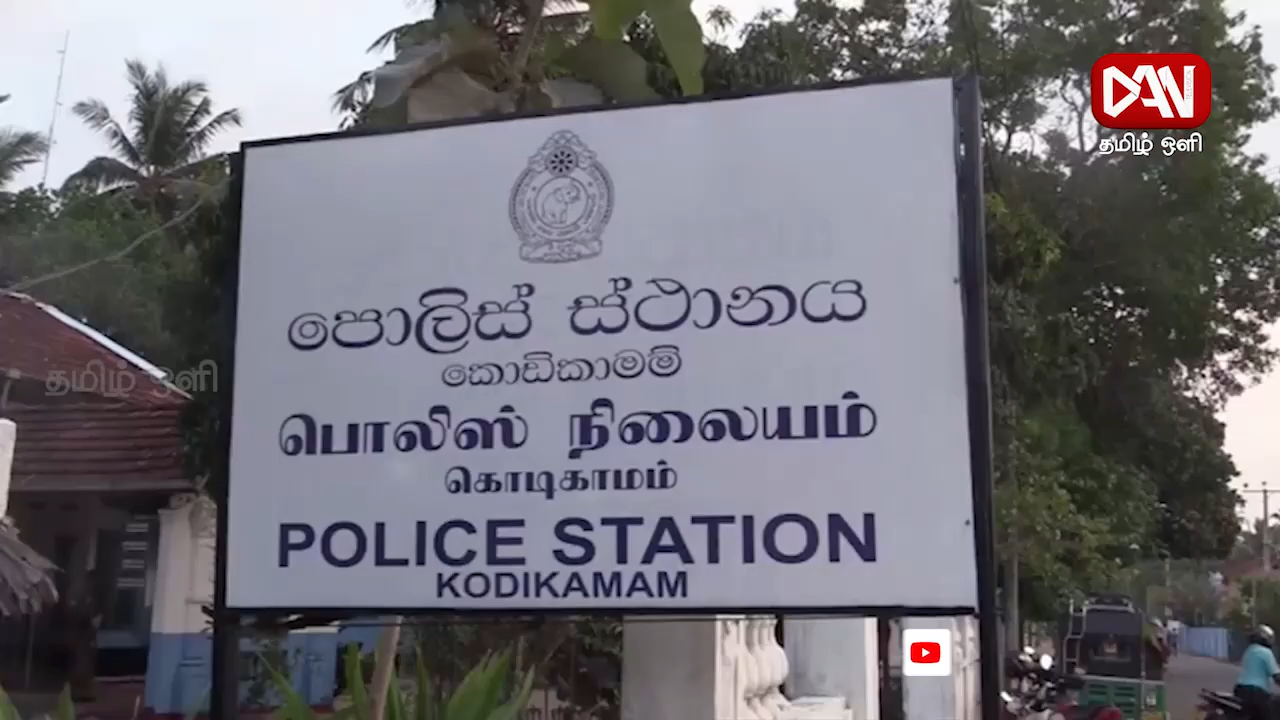 DAN
தமிழ் ஒளி
පොලිස් ස්ථානය
කොඩිකාමම්
தமிழ் ஒளி
பொலிஸ் நிலையம்
கொடிகாமம்
POLICE STATION
KODIKAMAM